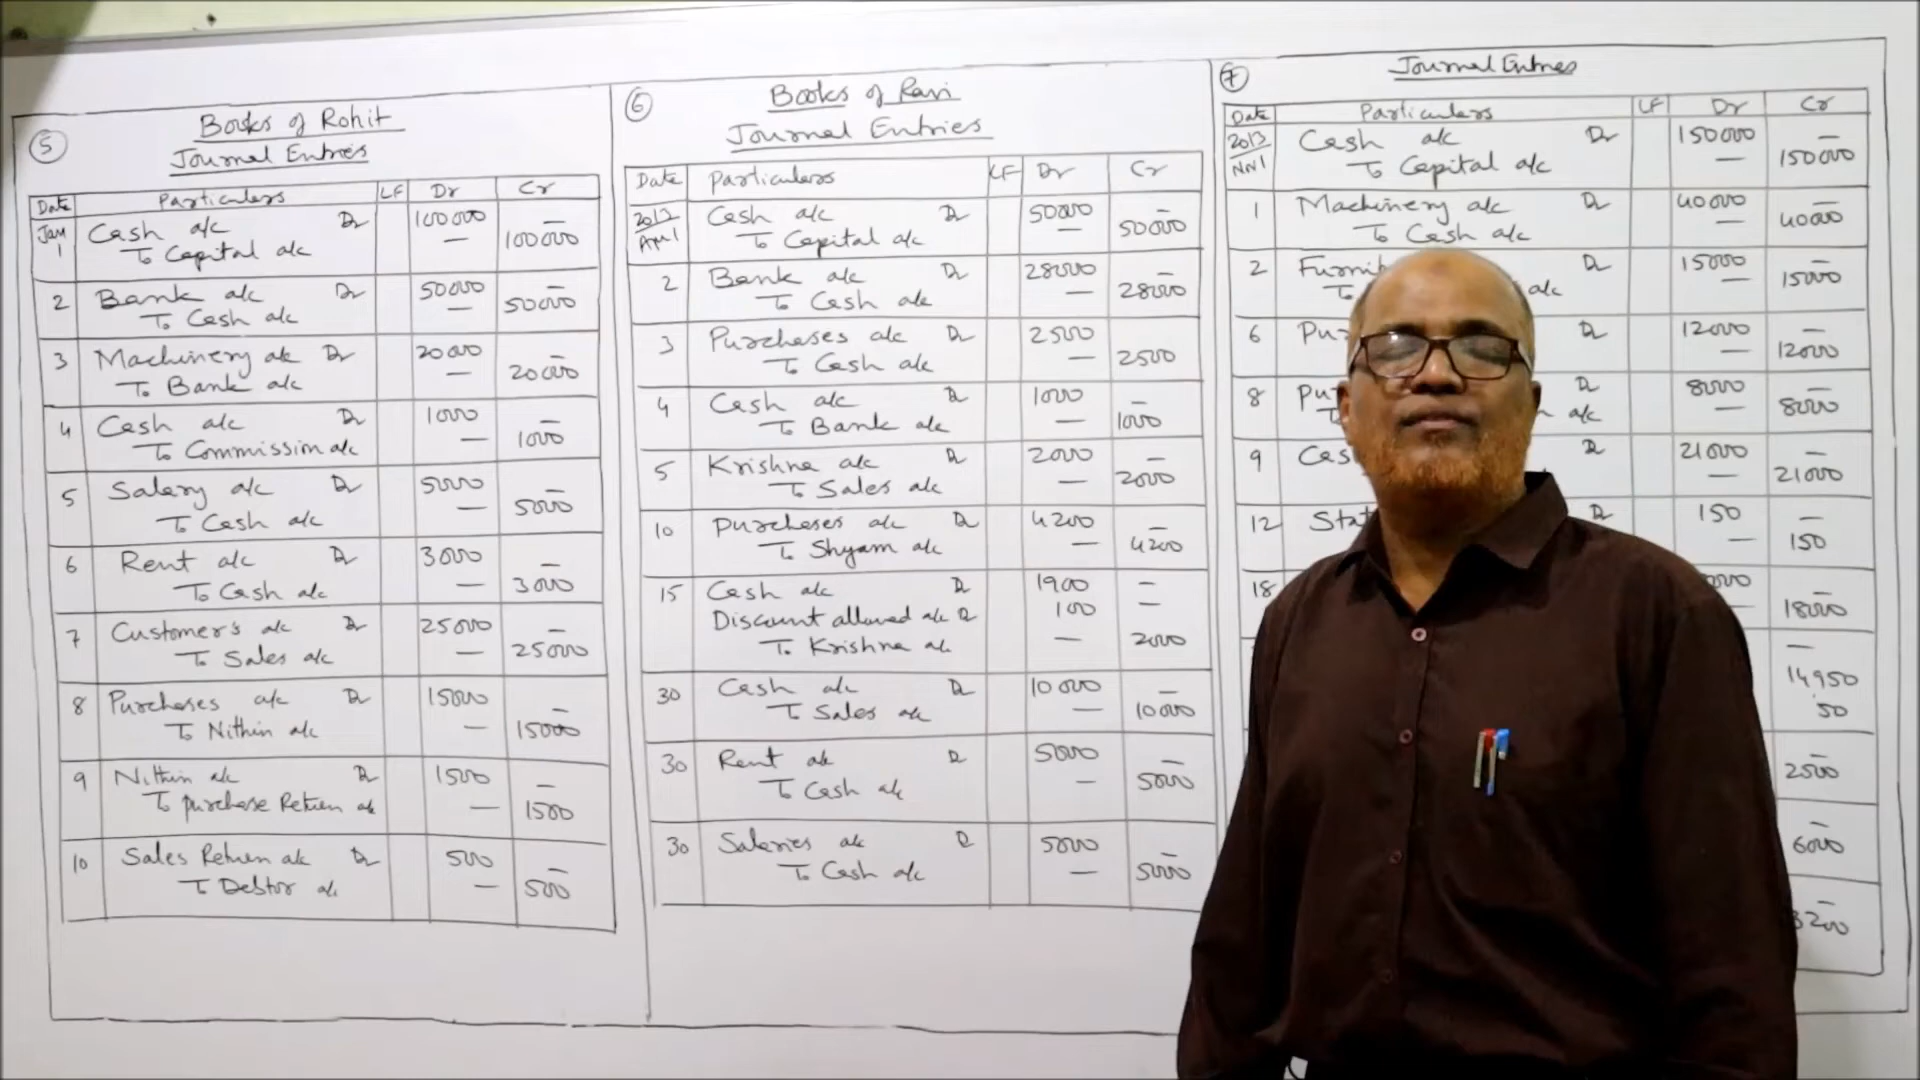 5
Books of Rohit
Journal Entries
Date Particulars LF Dr Cr
Jan 1 Cash a/c Dr 100000 —
To Capital a/c — 100000
2 Bank a/c Dr 50000 —
To Cash a/c — 50000
3 Machinery a/c Dr 20000 —
To Bank a/c — 20000
4 Cash a/c Dr 1000 —
To Commission a/c — 1000
5 Salary a/c Dr 5000 —
To Cash a/c — 5000
6 Rent a/c Dr 3000 —
To Cash a/c — 3000
7 Customer's a/c Dr 25000 —
To Sales a/c — 25000
8 Purchases a/c Dr 15000 —
To Nithin a/c — 15000
9 Nithin a/c Dr 1500 —
To purchase Return a/c — 1500
10 Sales Return a/c Dr 500 —
To Debtor a/c — 500
6
Books of Ravi
Journal Entries
Date Particulars LF Dr Cr
Apr 1 Cash a/c Dr 50000 —
To Capital a/c — 50000
2 Bank a/c Dr 28000 —
To Cash a/c — 28000
3 Purchases a/c Dr 2500 —
To Cash a/c — 2500
4 Cash a/c Dr 1000 —
To Bank a/c — 1000
5 Krishna a/c Dr 2000 —
To Sales a/c — 2000
10 Purchases a/c Dr 4200 —
To Shyam a/c — 4200
15 Cash a/c Dr 1900 —
Discount allowed a/c Dr 100 —
To Krishna a/c — 2000
30 Cash a/c Dr 10000 —
To Sales a/c — 10000
30 Rent a/c Dr 5000 —
To Cash a/c — 5000
30 Salaries a/c Dr 5000 —
To Cash a/c — 5000
7
Journal Entries
Date Particulars LF Dr Cr
2013 Cash a/c Dr 150000 —
Nov 1 To Capital a/c — 150000
1 Machinery a/c Dr 40000 —
To Cash a/c — 40000
2 Furni Dr 15000 —
To a/c — 15000
6 Pur Dr 12000 —
— 12000
8 Pu Dr 8000 —
To a/c — 8000
9 Cas Dr 21000 —
— 21000
12 Stat Dr 150 —
— 150
18 —
18000
—
14950
50
2500
6000
3200